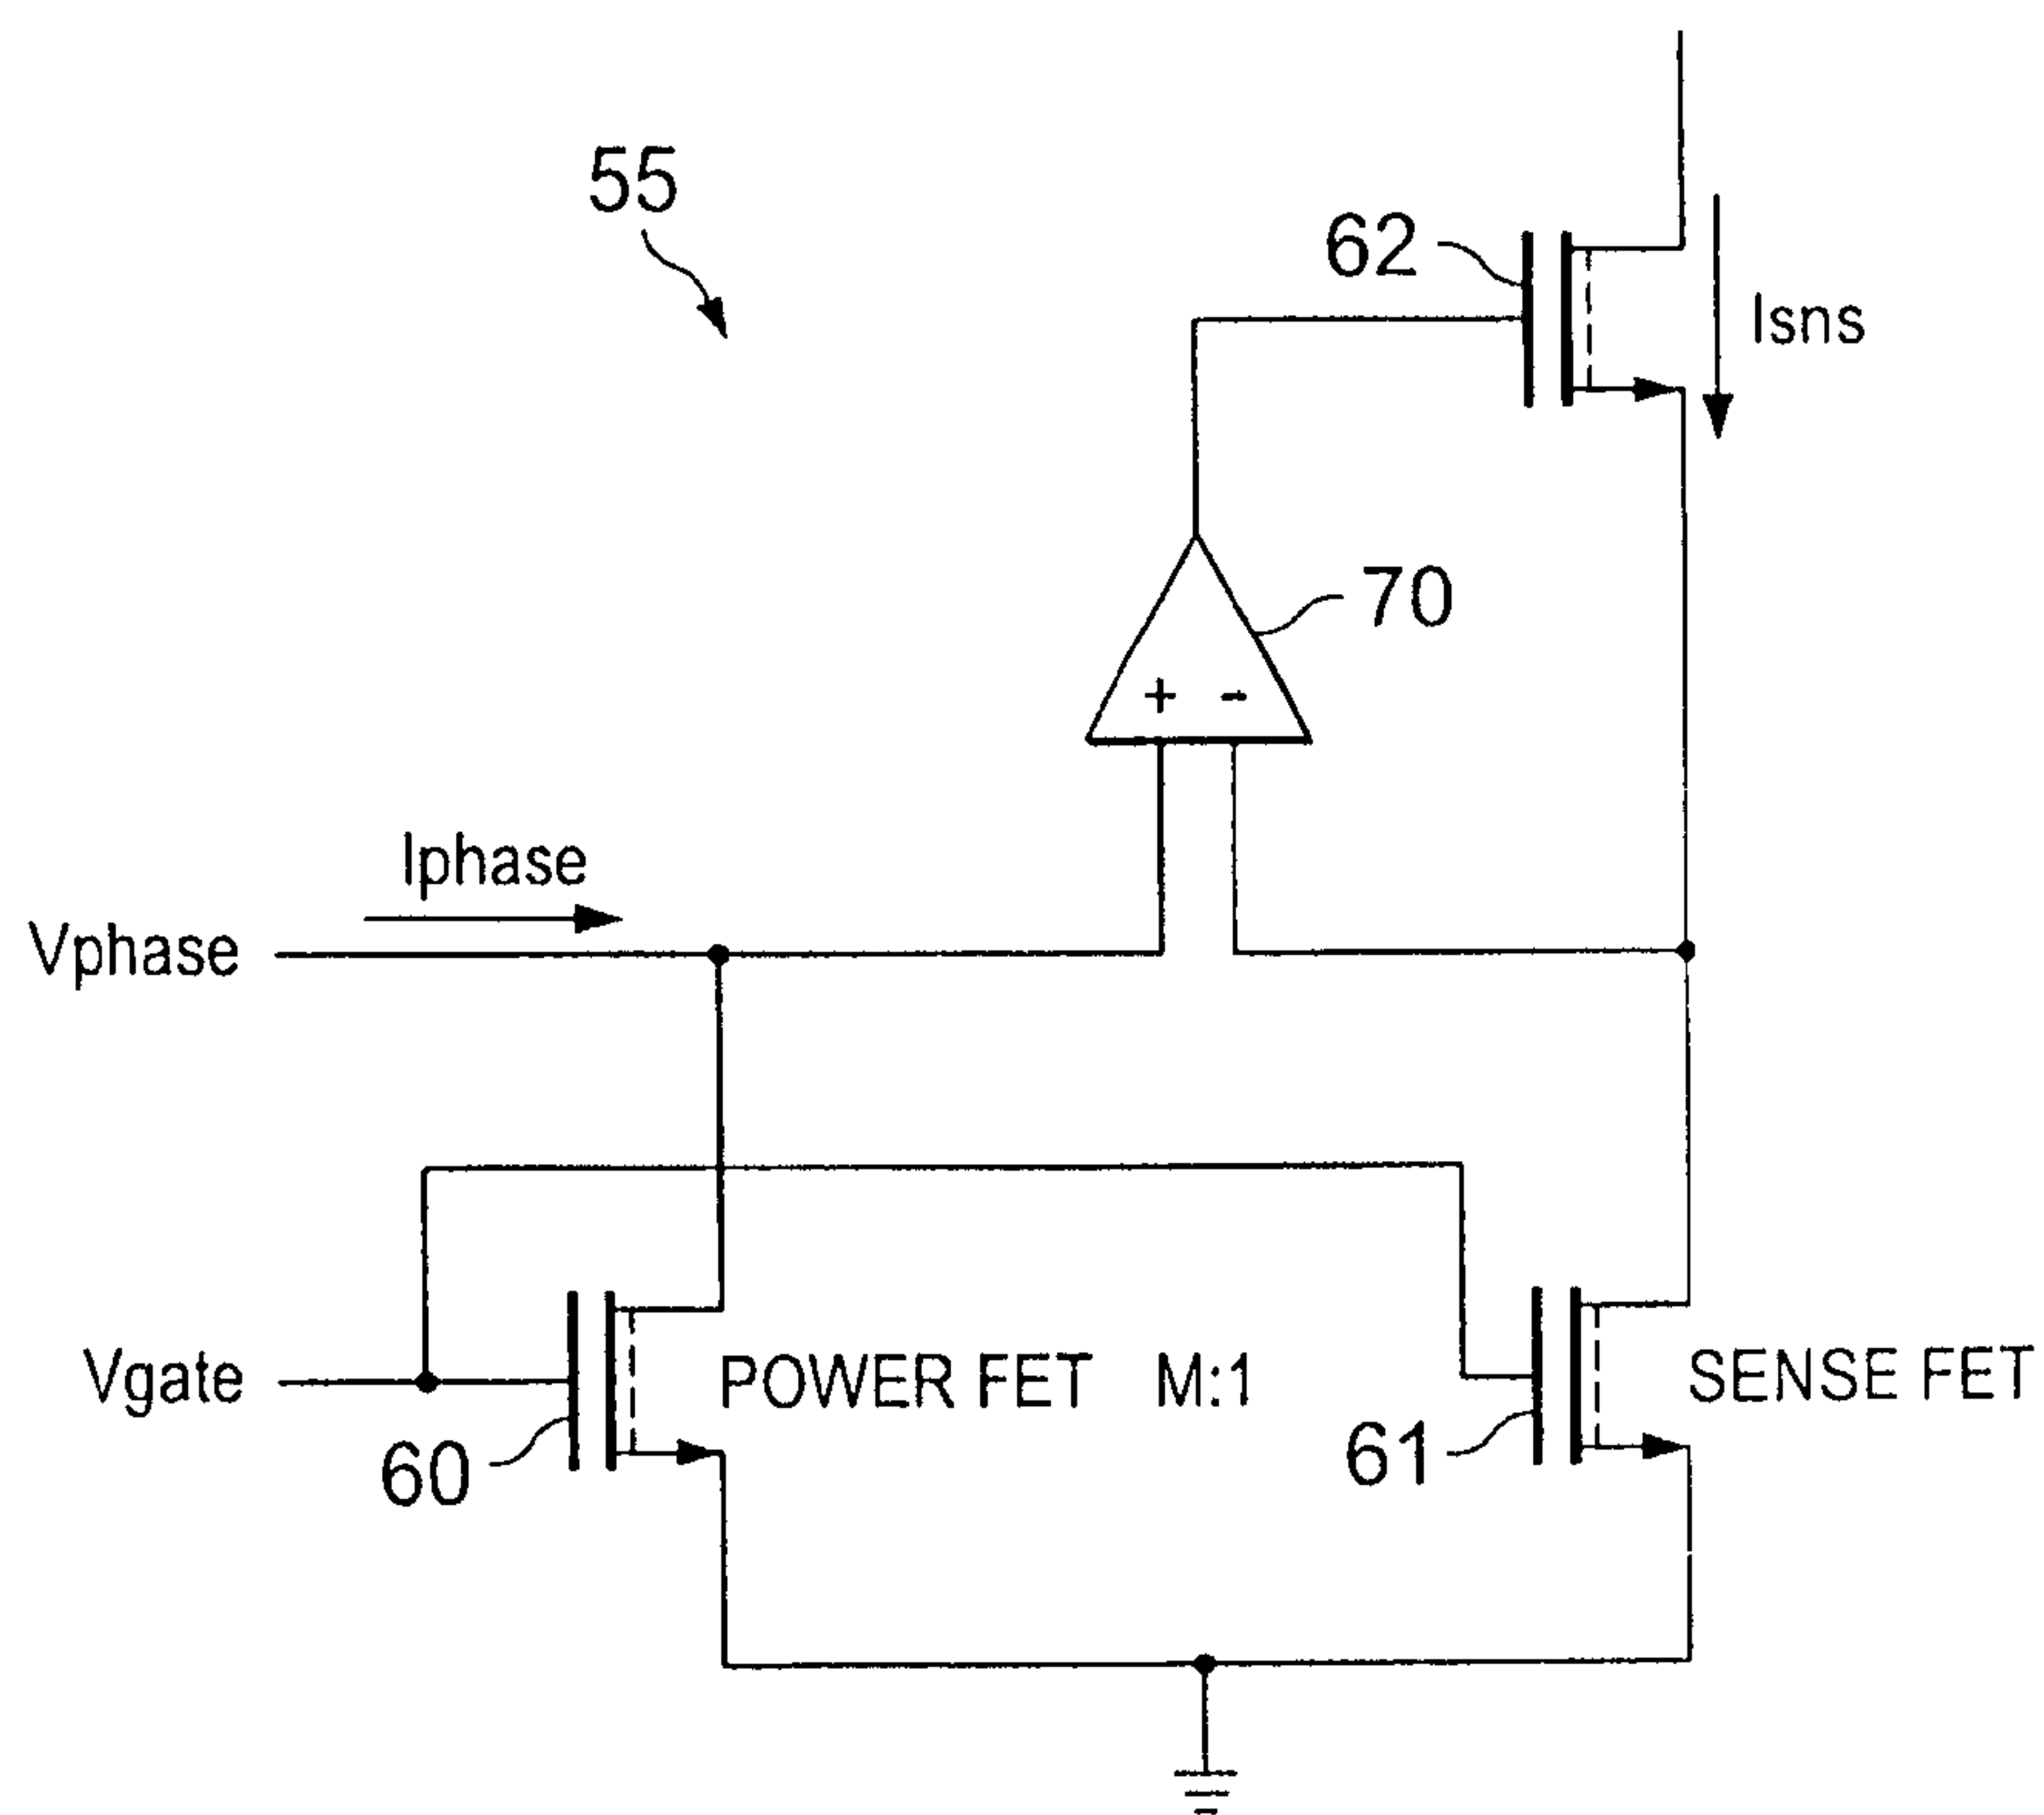 55
62
Isns
70
+ -
Iphase
Vphase
Vgate
POWER FET M:1
SENSE FET
60
61